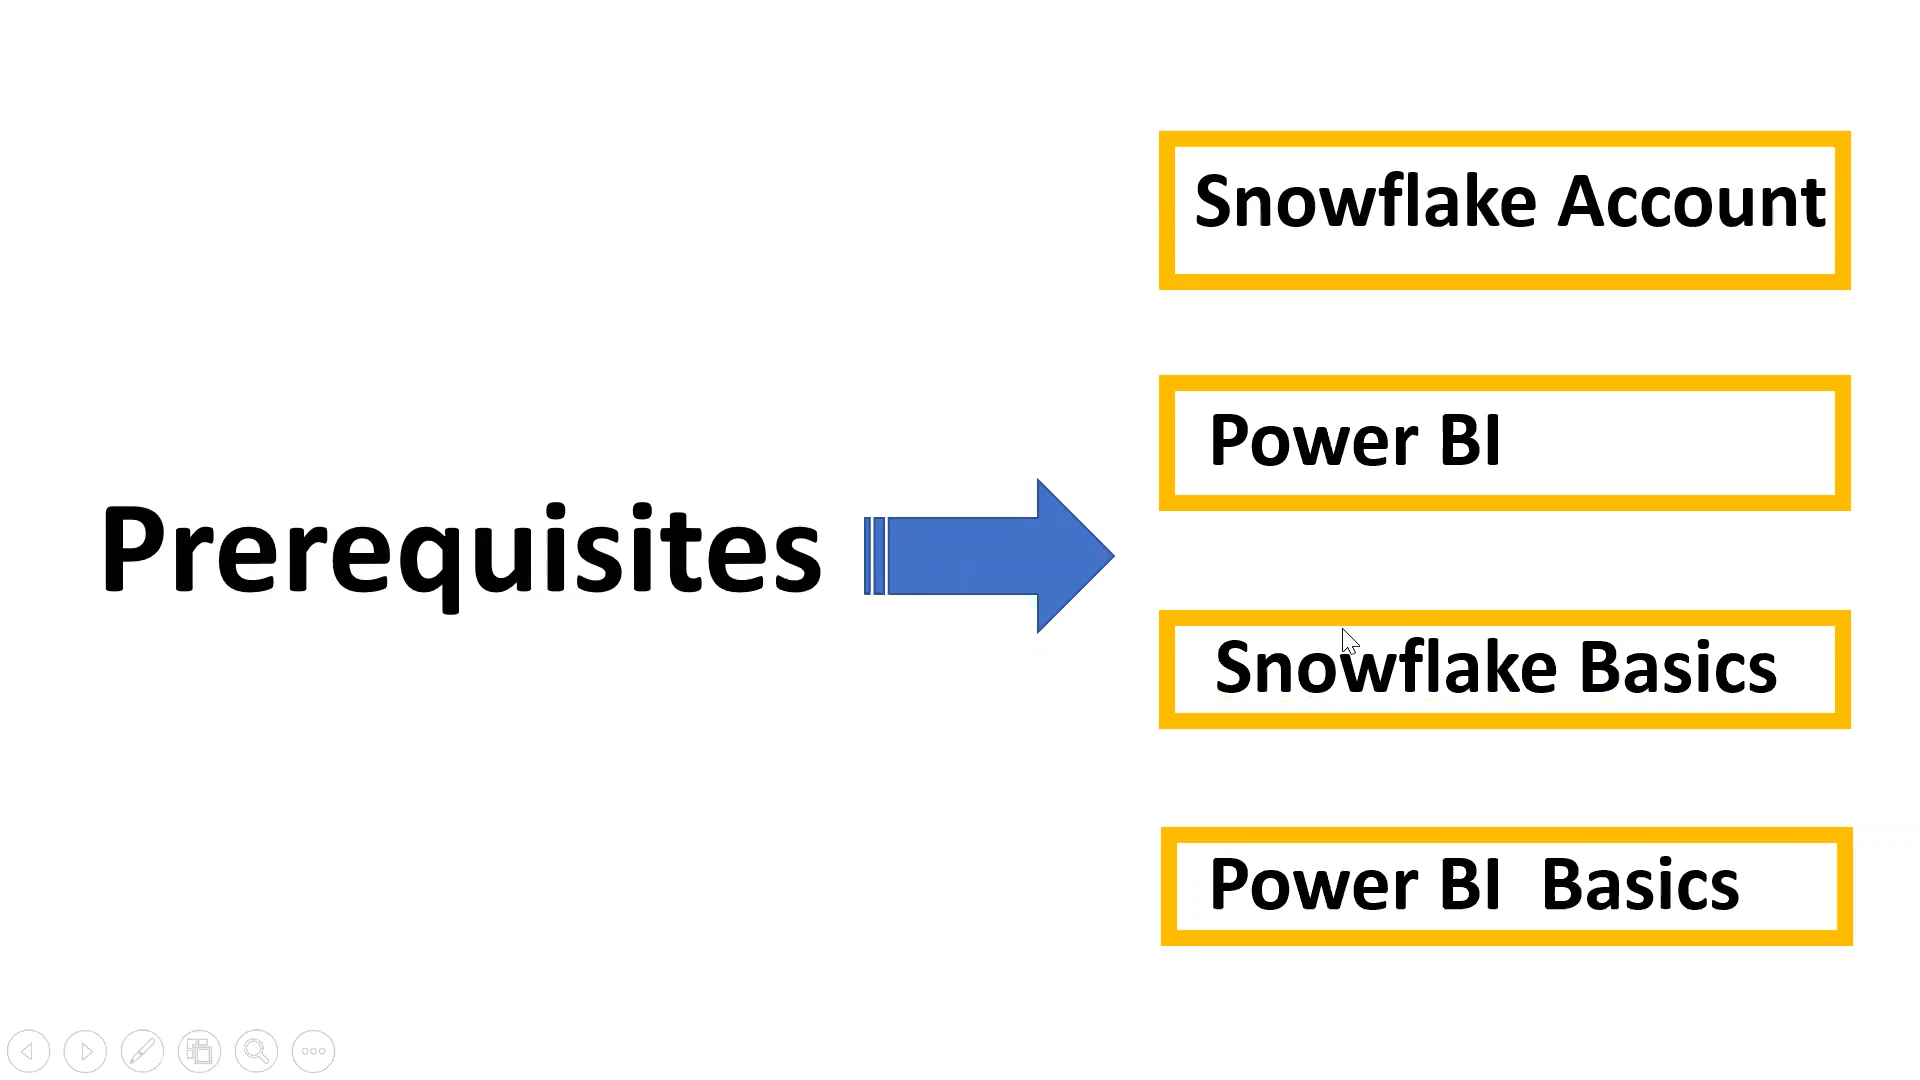 Prerequisites
Snowflake Account
Power BI
Snowflake Basics
Power BI  Basics